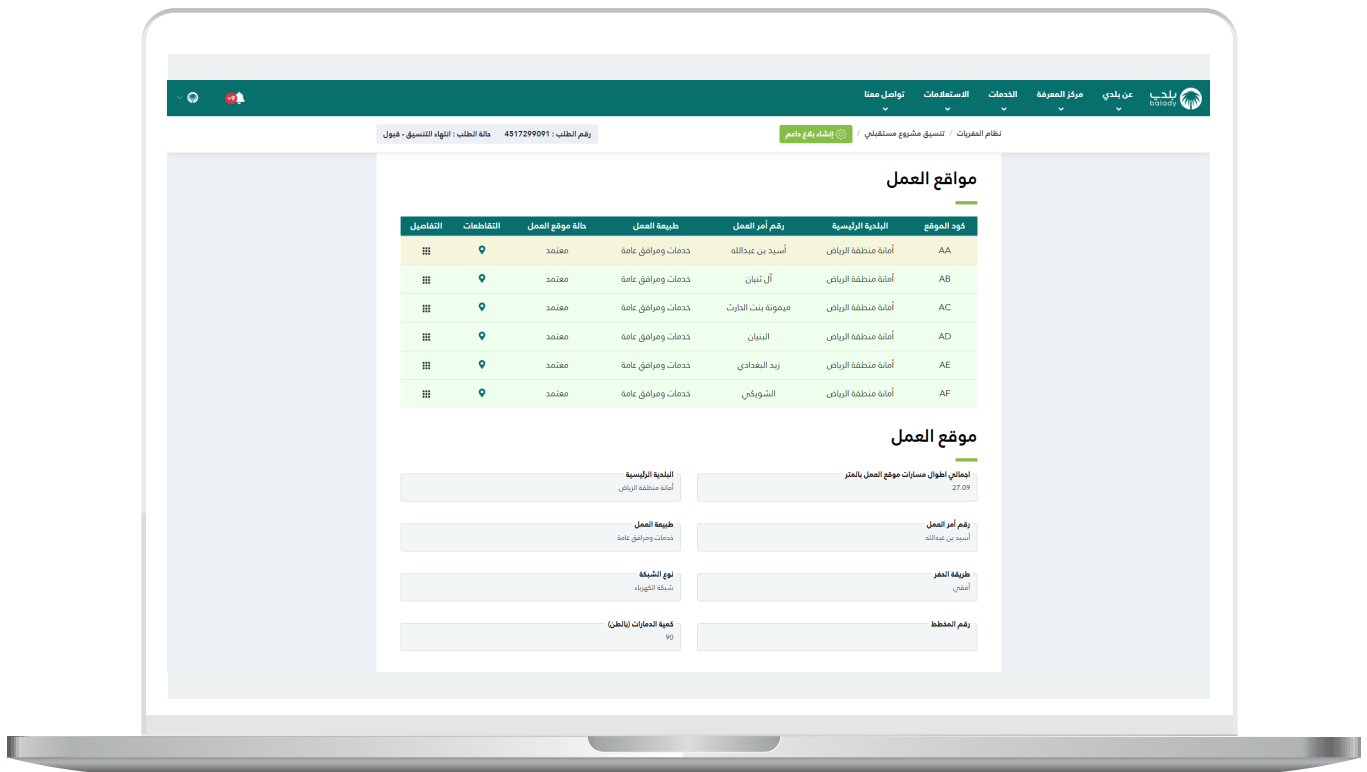 بلدي
balady
عن بلدي
مركز المعرفة
الخدمات
الاستعلامات
تواصل معنا
+9
نظام الحفريات / تنسيق مشروع مستقبلي / إنشاء بلاغ داعم
رقم الطلب : 4517299091 حالة الطلب : انتهاء التنسيق - قبول
مواقع العمل
كود الموقع البلدية الرئيسية رقم أمر العمل طبيعة العمل حالة موقع العمل التقاطعات التفاصيل
AA أمانة منطقة الرياض أسيد بن عبدالله خدمات ومرافق عامة معتمد
AB أمانة منطقة الرياض آل ثنيان خدمات ومرافق عامة معتمد
AC أمانة منطقة الرياض ميمونة بنت الحارث خدمات ومرافق عامة معتمد
AD أمانة منطقة الرياض البنيان خدمات ومرافق عامة معتمد
AE أمانة منطقة الرياض زيد البغدادي خدمات ومرافق عامة معتمد
AF أمانة منطقة الرياض الشويكي خدمات ومرافق عامة معتمد
موقع العمل
اجمالي اطوال مسارات موقع العمل بالمتر
27.09
البلدية الرئيسية
أمانة منطقة الرياض
رقم أمر العمل
أسيد بن عبدالله
طبيعة العمل
خدمات ومرافق عامة
طريقة الحفر
أفقي
نوع الشبكة
شبكة الكهرباء
رقم المخطط
كمية الدمارات (بالطن)
90